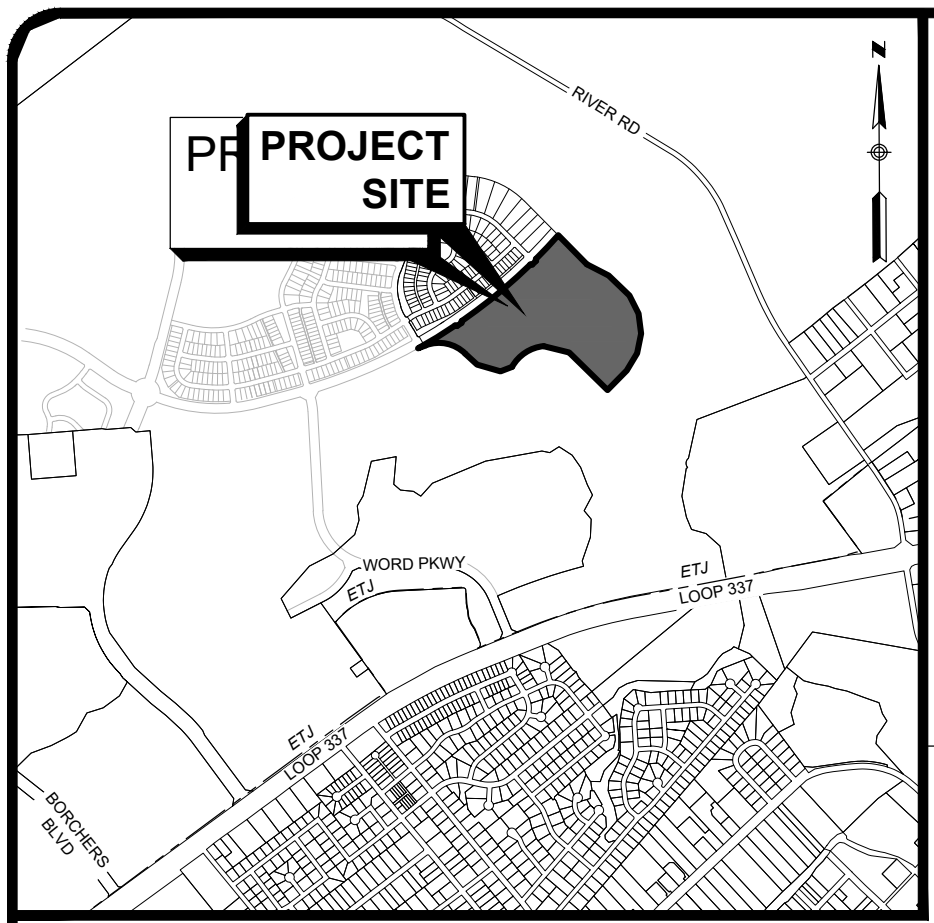 N
RIVER RD
PR
PROJECT
SITE
WORD PKWY
ETJ
ETJ
LOOP 337
ETJ
LOOP 337
BORCHERS
BLVD